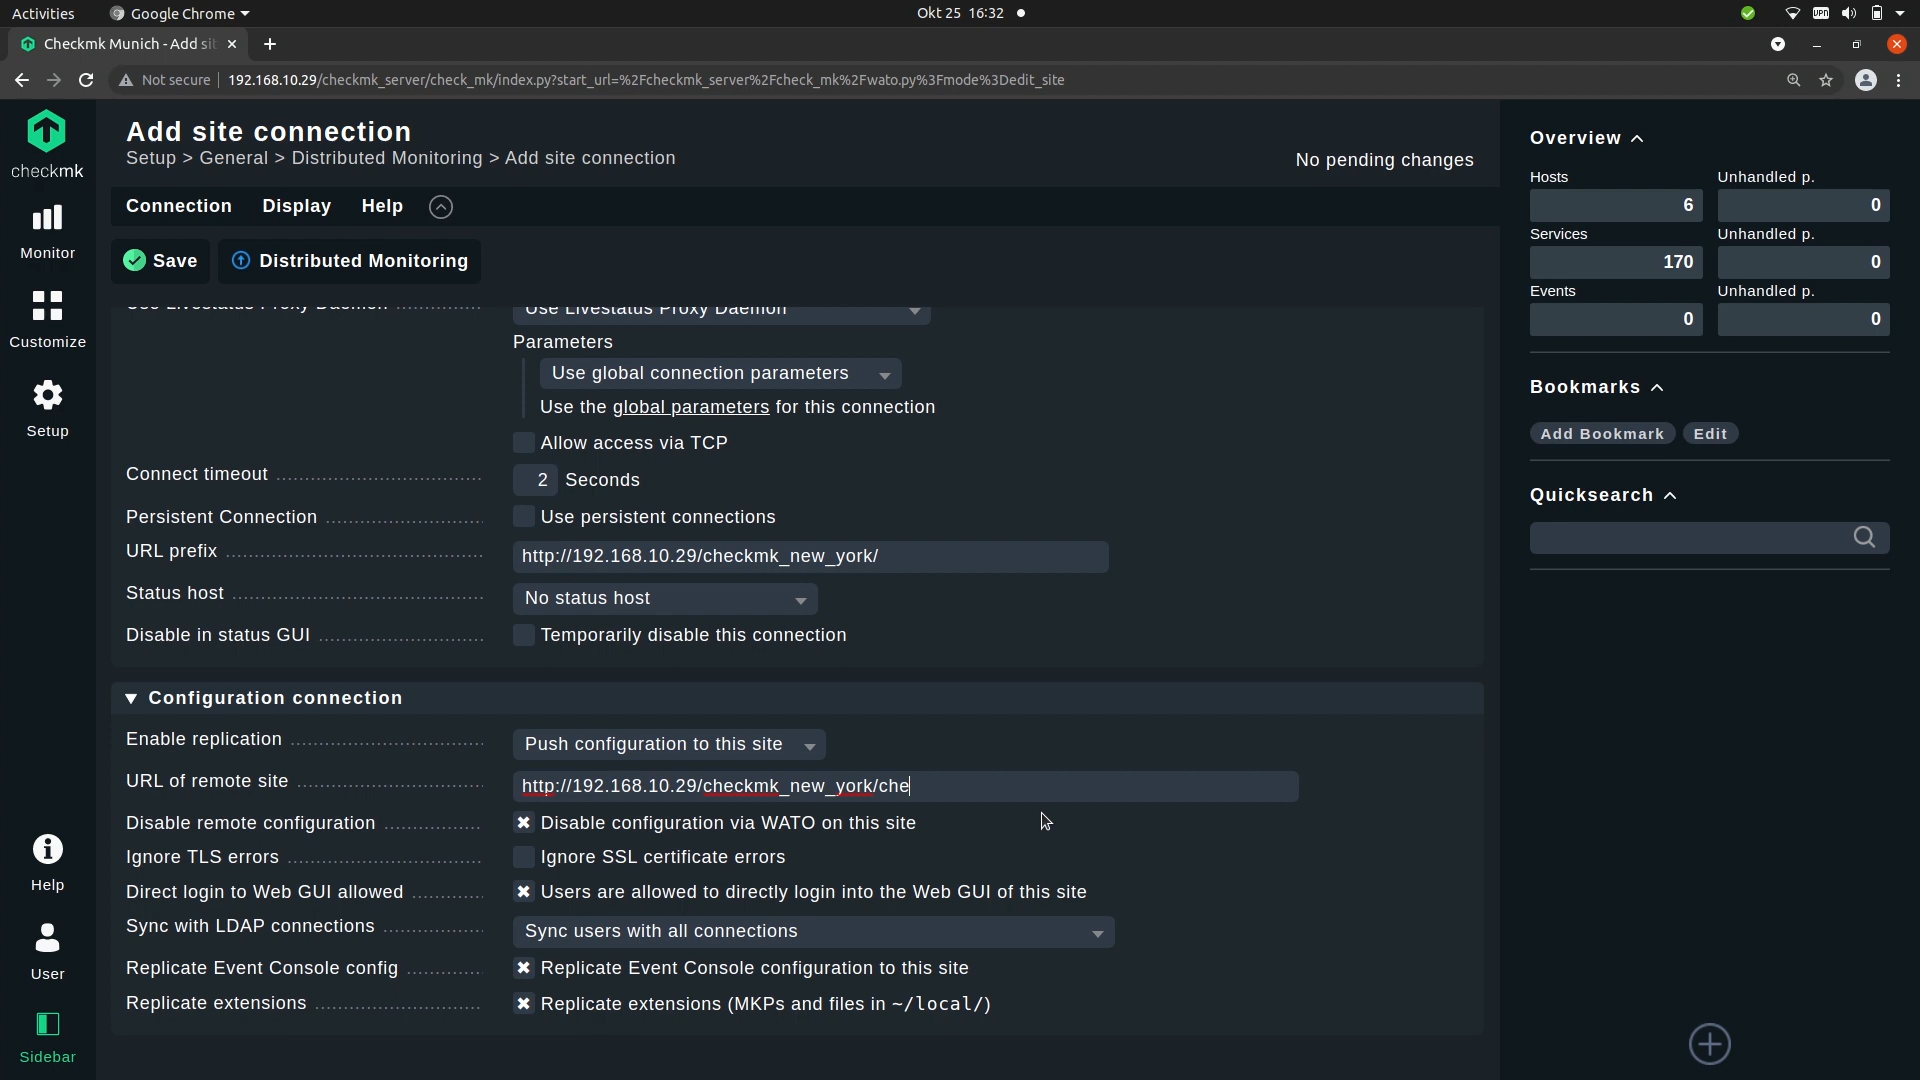 Activities
Google Chrome
Okt 25 16:32
VPN
Checkmk Munich - Add sit
Not secure
192.168.10.29/checkmk_server/check_mk/index.py?start_url=%2Fcheckmk_server%2Fcheck_mk%2Fwato.py%3Fmode%3Dedit_site
checkmk
Monitor
Customize
Setup
Help
User
Sidebar
Add site connection
Setup > General > Distributed Monitoring > Add site connection
No pending changes
Connection
Display
Help
Save
Distributed Monitoring
Use Livestatus Proxy Daemon
Use Livestatus Proxy Daemon
Parameters
Use global connection parameters
Use the global parameters for this connection
Allow access via TCP
Connect timeout
2 Seconds
Persistent Connection
Use persistent connections
URL prefix
http://192.168.10.29/checkmk_new_york/
Status host
No status host
Disable in status GUI
Temporarily disable this connection
Configuration connection
Enable replication
Push configuration to this site
URL of remote site
http://192.168.10.29/checkmk_new_york/che
Disable remote configuration
Disable configuration via WATO on this site
Ignore TLS errors
Ignore SSL certificate errors
Direct login to Web GUI allowed
Users are allowed to directly login into the Web GUI of this site
Sync with LDAP connections
Sync users with all connections
Replicate Event Console config
Replicate Event Console configuration to this site
Replicate extensions
Replicate extensions (MKPs and files in ~/local/)
Overview
Hosts
Unhandled p.
6
0
Services
Unhandled p.
170
0
Events
Unhandled p.
0
0
Bookmarks
Add Bookmark
Edit
Quicksearch